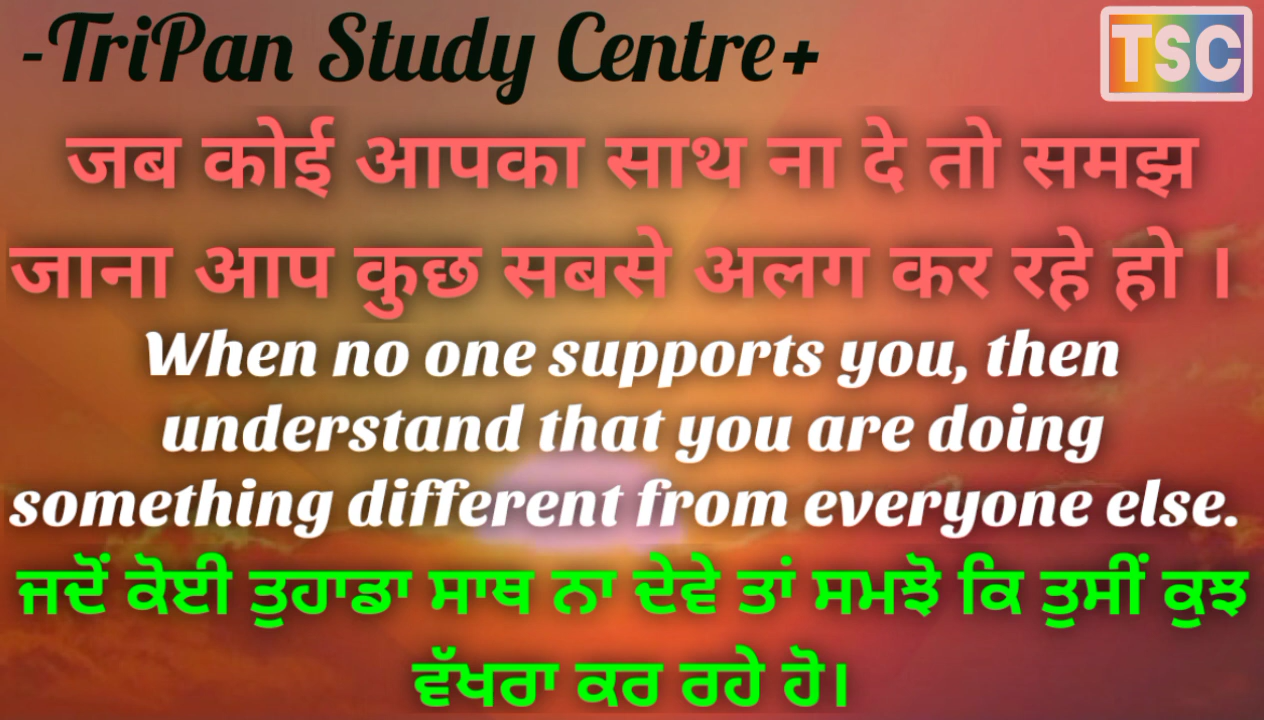 -TriPan Study Centre+
TSC
जब कोई आपका साथ ना दे तो समझ
जाना आप कुछ सबसे अलग कर रहे हो ।
When no one supports you, then
understand that you are doing
something different from everyone else.
ਜਦੋਂ ਕੋਈ ਤੁਹਾਡਾ ਸਾਥ ਨਾ ਦੇਵੇ ਤਾਂ ਸਮਝੋ ਕਿ ਤੁਸੀਂ ਕੁਝ
ਵੱਖਰਾ ਕਰ ਰਹੇ ਹੋ।